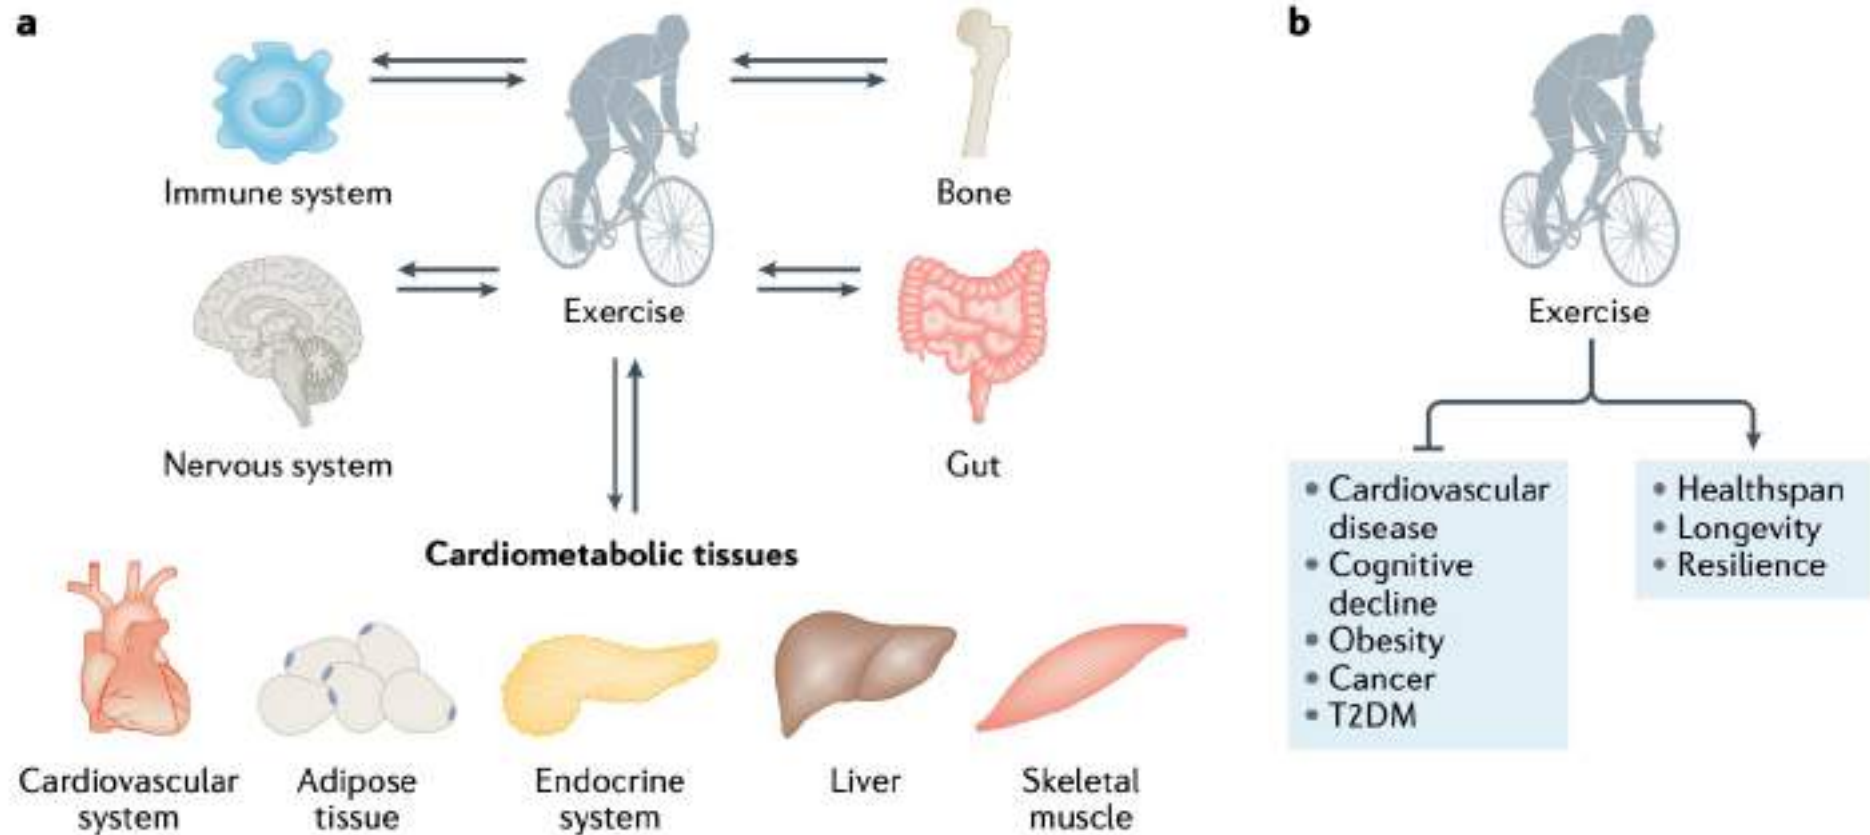 a
Immune system
Bone
Exercise
Nervous system
Gut
Cardiometabolic tissues
Cardiovascular
system
Adipose
tissue
Endocrine
system
Liver
Skeletal
muscle
b
Exercise
• Cardiovascular
disease
• Cognitive
decline
• Obesity
• Cancer
• T2DM
• Healthspan
• Longevity
• Resilience